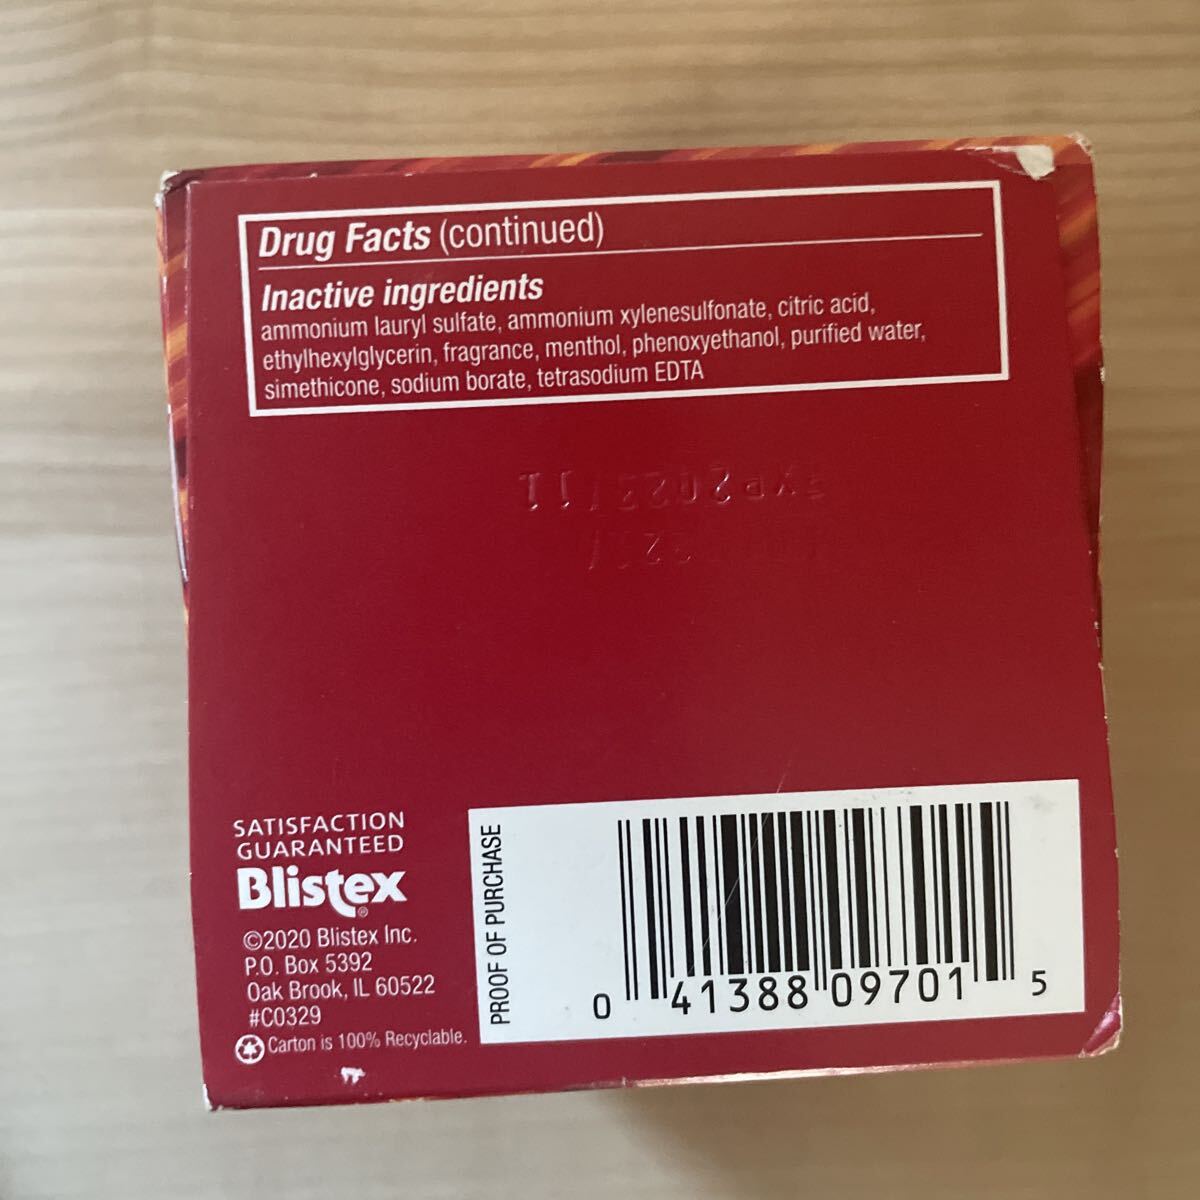 Drug Facts (continued)
Inactive ingredients
ammonium lauryl sulfate, ammonium xylenesulfonate, citric acid,
ethylhexylglycerin, fragrance, menthol, phenoxyethanol, purified water,
simethicone, sodium borate, tetrasodium EDTA
SATISFACTION
GUARANTEED
Blistex®
©2020 Blistex Inc.
P.O. Box 5392
Oak Brook, IL 60522
#C0329
Carton is 100% Recyclable.
PROOF OF PURCHASE
0 41388 09701 5